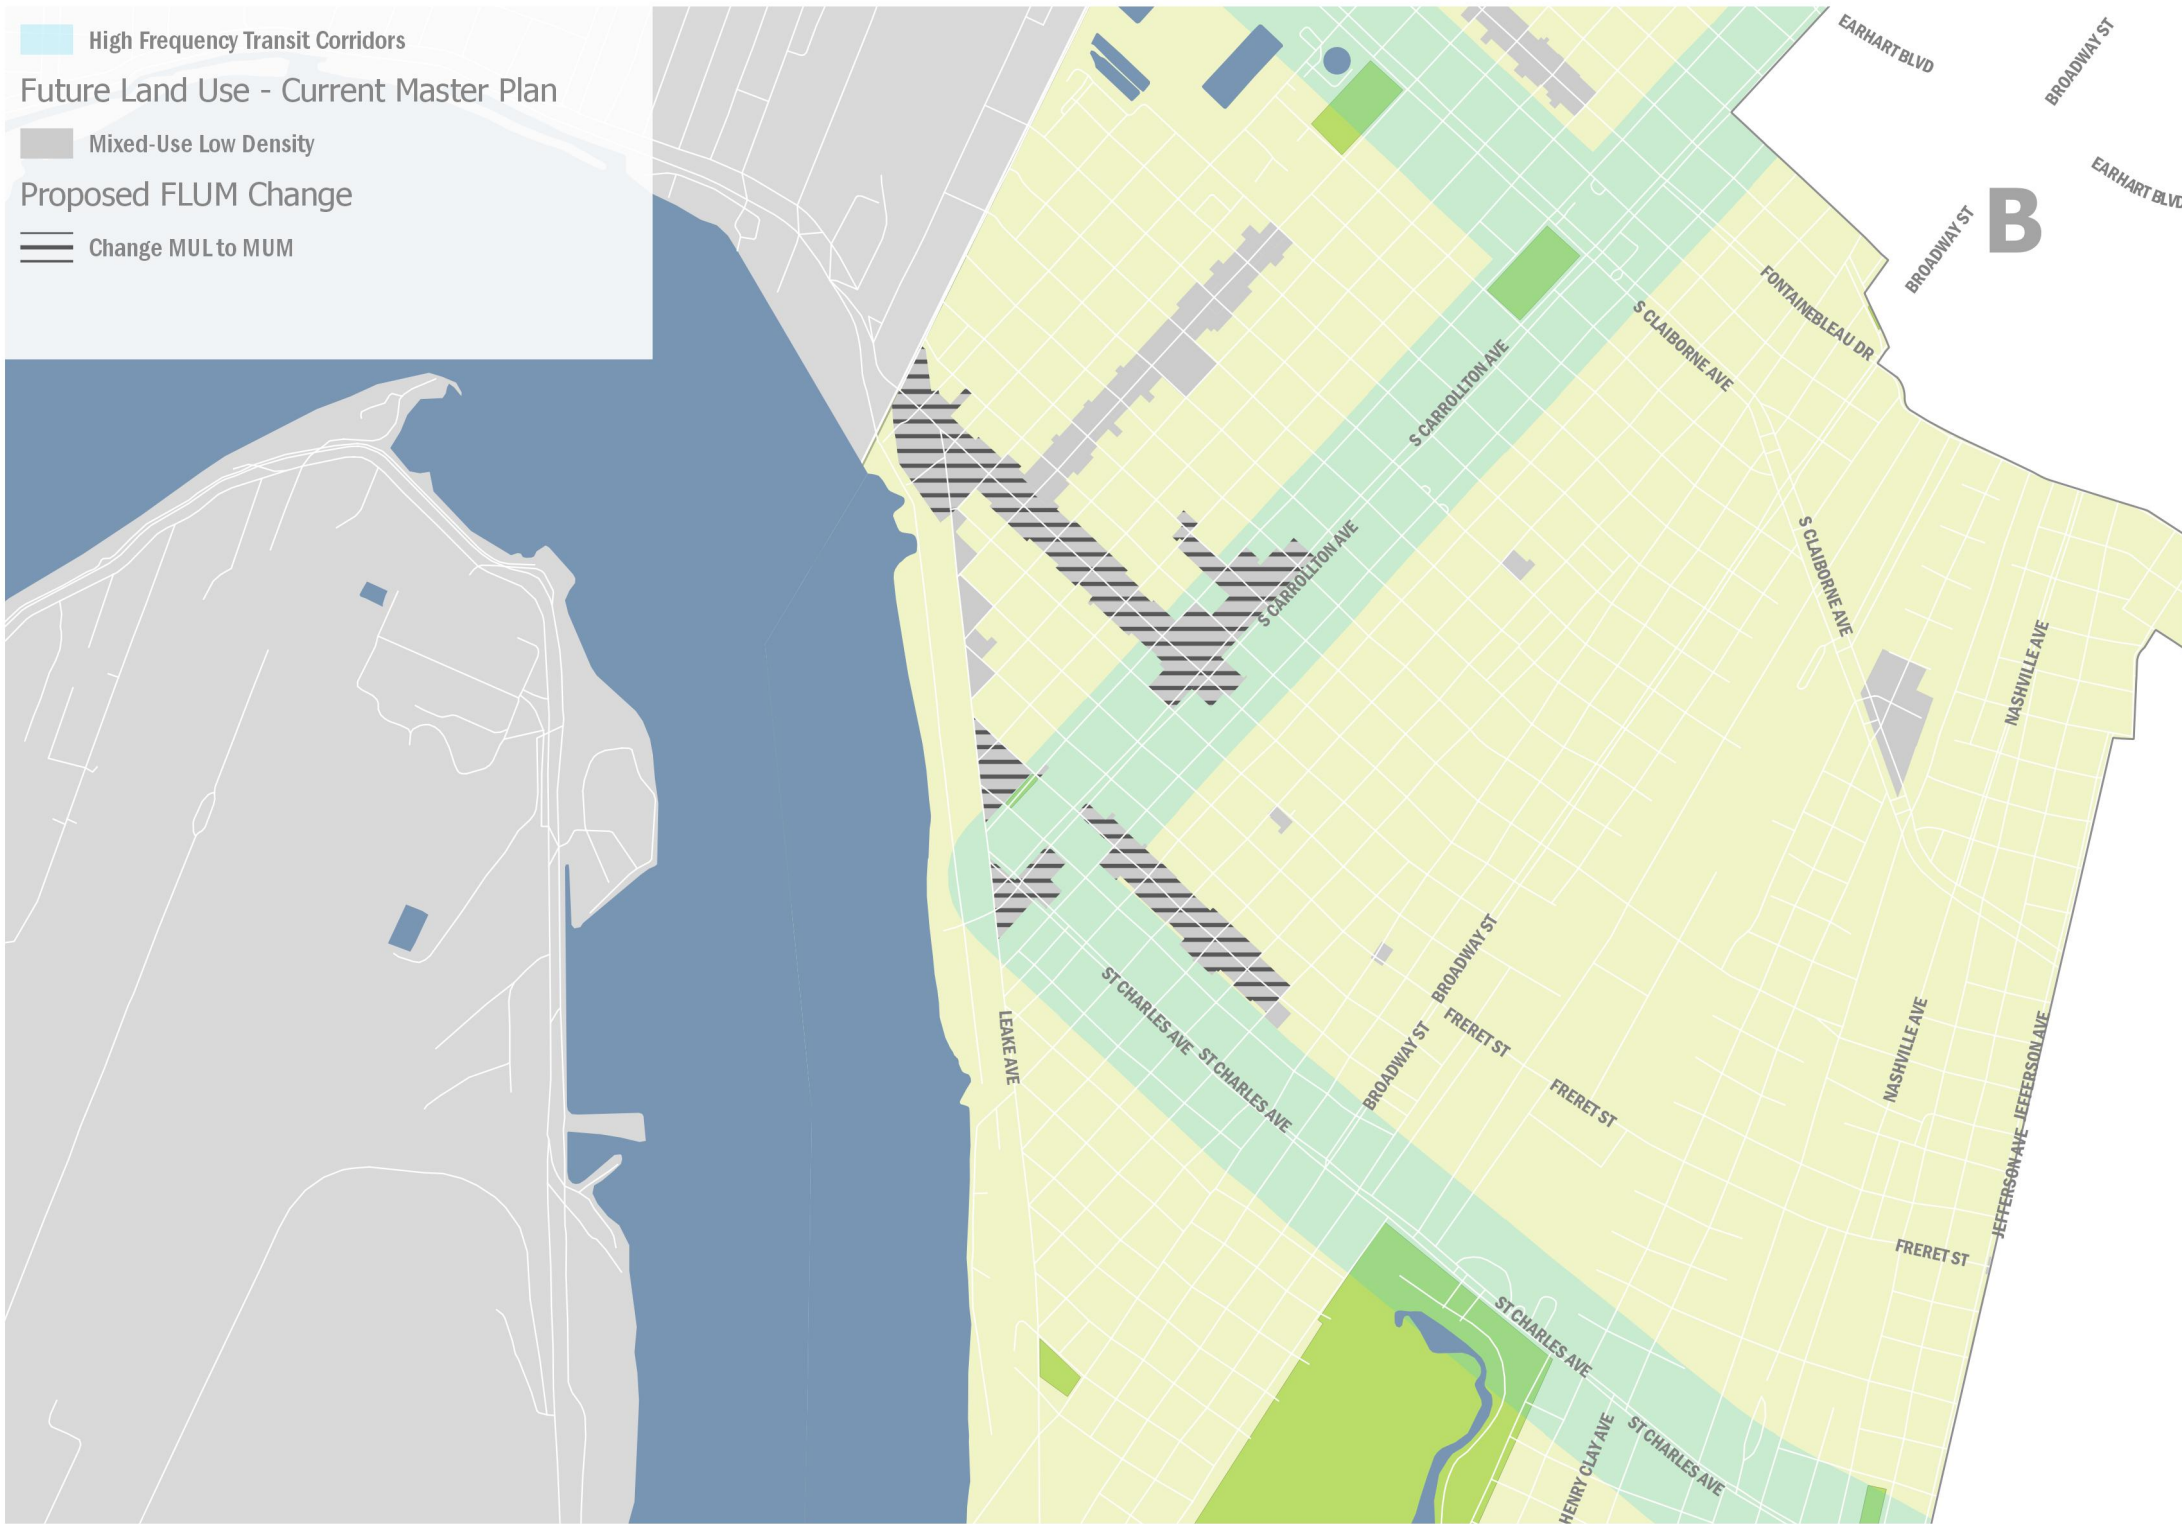 High Frequency Transit Corridors
Future Land Use - Current Master Plan
Mixed-Use Low Density
Proposed FLUM Change
Change MUL to MUM
EARHART BLVD
BROADWAY ST
EARHART BLVD
B
BROADWAY ST
FONTAINEBLEAU DR
S CLAIBORNE AVE
S CARROLLTON AVE
S CARROLLTON AVE
S CLAIBORNE AVE
NASHVILLE AVE
BROADWAY ST
ST CHARLES AVE
LEAKE AVE
FRERET ST
NASHVILLE AVE
JEFFERSON AVE
ST CHARLES AVE
BROADWAY ST
FRERET ST
JEFFERSON AVE
FRERET ST
ST CHARLES AVE
HENRY CLAY AVE
ST CHARLES AVE